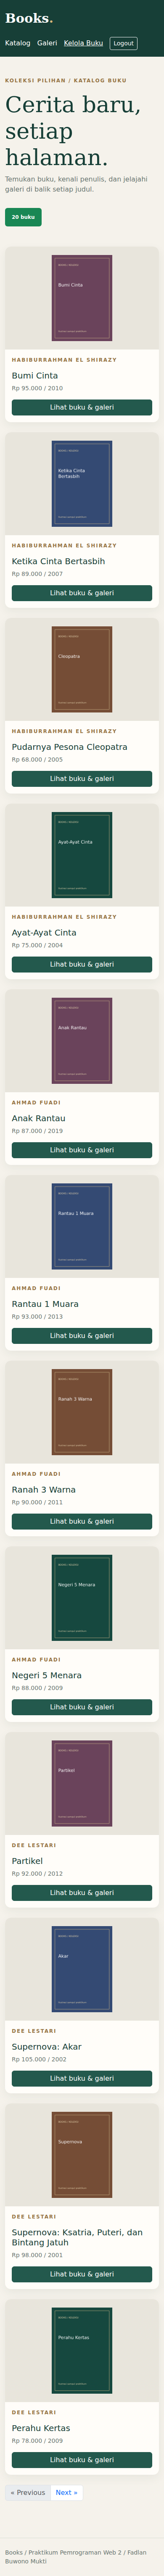 Books.
Katalog Galeri Kelola Buku Logout
KOLEKSI PILIHAN / KATALOG BUKU
Cerita baru,
setiap
halaman.
Temukan buku, kenali penulis, dan jelajahi
galeri di balik setiap judul.
20 buku
Bumi Cinta
HABIBURRAHMAN EL SHIRAZY
Bumi Cinta
Rp 95.000 / 2010
Lihat buku & galeri
Ketika Cinta
Bertasbih
HABIBURRAHMAN EL SHIRAZY
Ketika Cinta Bertasbih
Rp 89.000 / 2007
Lihat buku & galeri
Cleopatra
HABIBURRAHMAN EL SHIRAZY
Pudarnya Pesona Cleopatra
Rp 68.000 / 2005
Lihat buku & galeri
Ayat-Ayat Cinta
HABIBURRAHMAN EL SHIRAZY
Ayat-Ayat Cinta
Rp 75.000 / 2004
Lihat buku & galeri
Anak Rantau
AHMAD FUADI
Anak Rantau
Rp 87.000 / 2019
Lihat buku & galeri
Rantau 1 Muara
AHMAD FUADI
Rantau 1 Muara
Rp 93.000 / 2013
Lihat buku & galeri
Ranah 3 Warna
AHMAD FUADI
Ranah 3 Warna
Rp 90.000 / 2011
Lihat buku & galeri
Negeri 5 Menara
AHMAD FUADI
Negeri 5 Menara
Rp 88.000 / 2009
Lihat buku & galeri
Partikel
DEE LESTARI
Partikel
Rp 92.000 / 2012
Lihat buku & galeri
Akar
DEE LESTARI
Supernova: Akar
Rp 105.000 / 2002
Lihat buku & galeri
Supernova
DEE LESTARI
Supernova: Ksatria, Puteri, dan
Bintang Jatuh
Rp 98.000 / 2001
Lihat buku & galeri
Perahu Kertas
DEE LESTARI
Perahu Kertas
Rp 78.000 / 2009
Lihat buku & galeri
« Previous Next »
Books / Praktikum Pemrograman Web 2 / Fadlan
Buwono Mukti